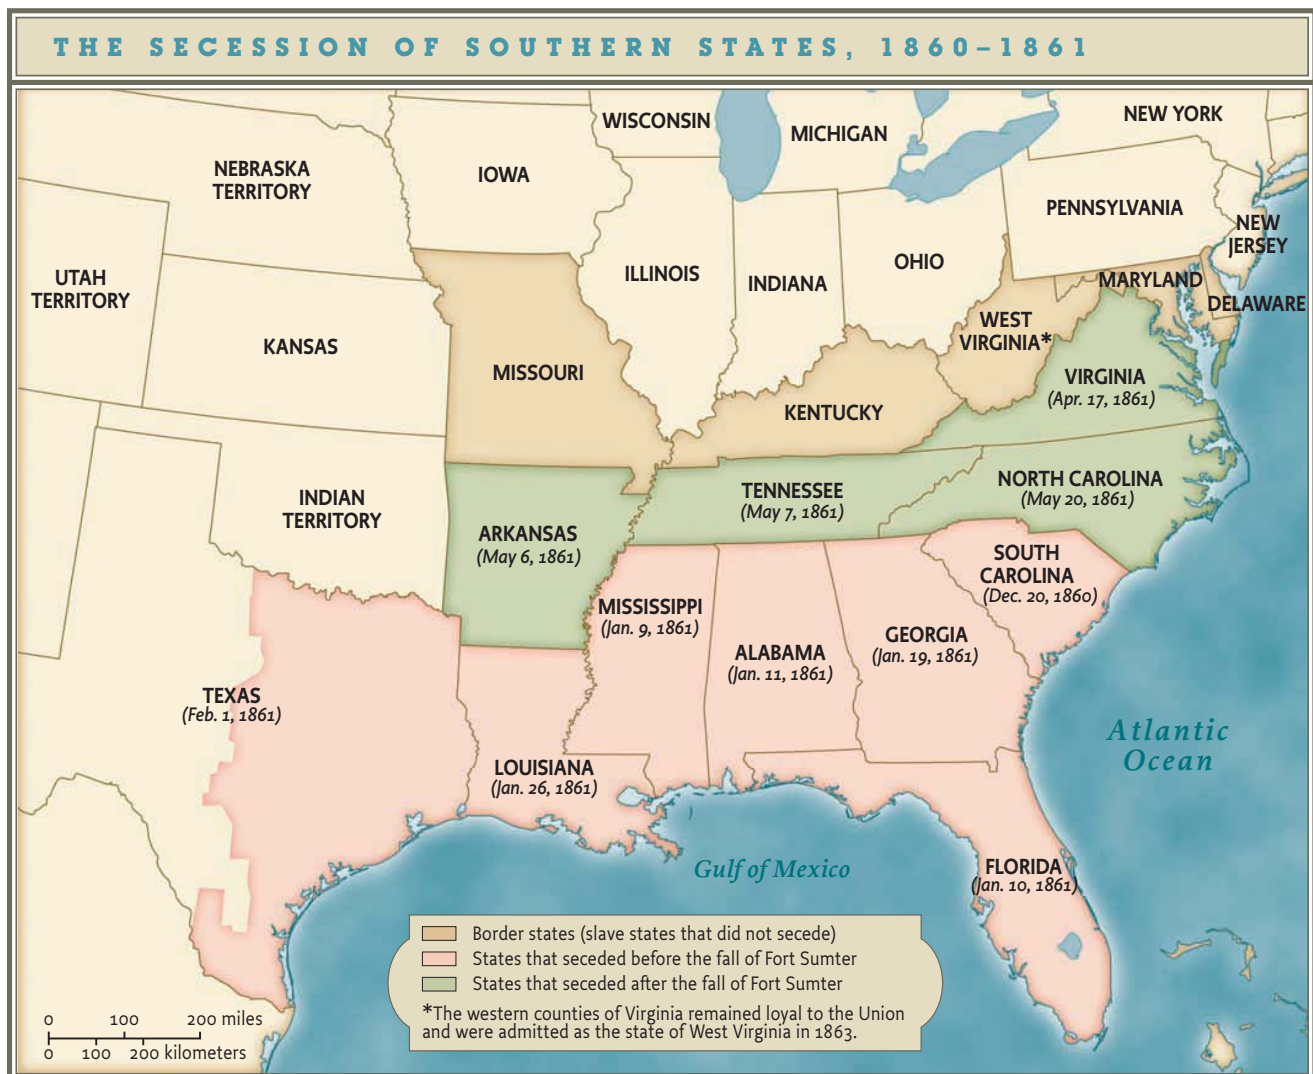 THE SECESSION OF SOUTHERN STATES, 1860–1861
WISCONSIN
MICHIGAN
NEW YORK
NEBRASKA
TERRITORY
IOWA
PENNSYLVANIA
NEW
JERSEY
UTAH
TERRITORY
ILLINOIS
INDIANA
OHIO
MARYLAND
DELAWARE
KANSAS
MISSOURI
WEST
VIRGINIA*
KENTUCKY
VIRGINIA
(Apr. 17, 1861)
INDIAN
TERRITORY
ARKANSAS
(May 6, 1861)
TENNESSEE
(May 7, 1861)
NORTH CAROLINA
(May 20, 1861)
SOUTH
CAROLINA
(Dec. 20, 1860)
MISSISSIPPI
(Jan. 9, 1861)
ALABAMA
(Jan. 11, 1861)
GEORGIA
(Jan. 19, 1861)
TEXAS
(Feb. 1, 1861)
LOUISIANA
(Jan. 26, 1861)
Atlantic
Ocean
Gulf of Mexico
FLORIDA
(Jan. 10, 1861)
Border states (slave states that did not secede)
States that seceded before the fall of Fort Sumter
States that seceded after the fall of Fort Sumter
*The western counties of Virginia remained loyal to the Union
and were admitted as the state of West Virginia in 1863.
0 100 200 miles
0 100 200 kilometers